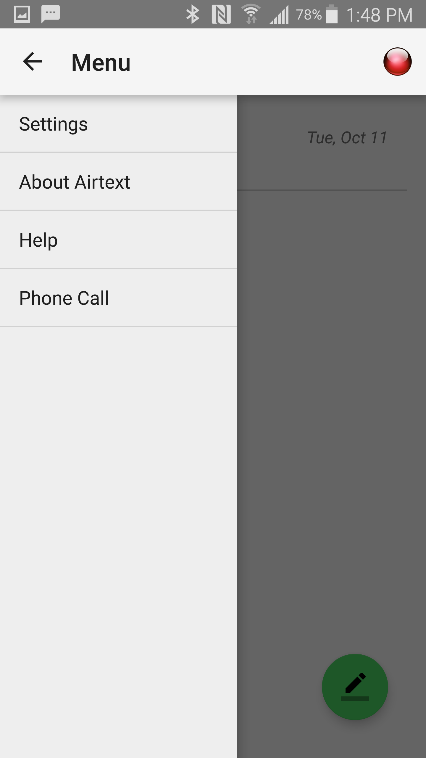 78% 1:48 PM
Menu
Settings
Tue, Oct 11
About Airtext
Help
Phone Call